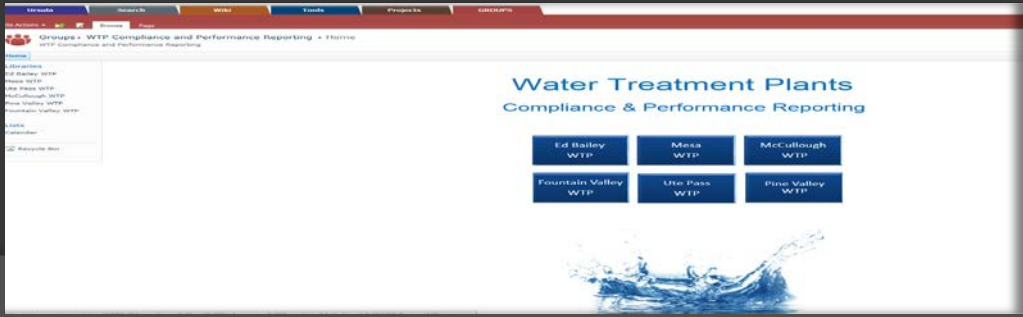 Ursula Search Wiki Tools Projects GROUPS
Site Actions Browse Page
Groups WTP Compliance and Performance Reporting Home
WTP Compliance and Performance Reporting
Home
Libraries
Ed Bailey WTP
Mesa WTP
Ute Pass WTP
McCullough WTP
Pine Valley WTP
Fountain Valley WTP
Lists
Calendar
Recycle Bin
Water Treatment Plants
Compliance & Performance Reporting
Ed Bailey
WTP
Mesa
WTP
McCullough
WTP
Fountain Valley
WTP
Ute Pass
WTP
Pine Valley
WTP